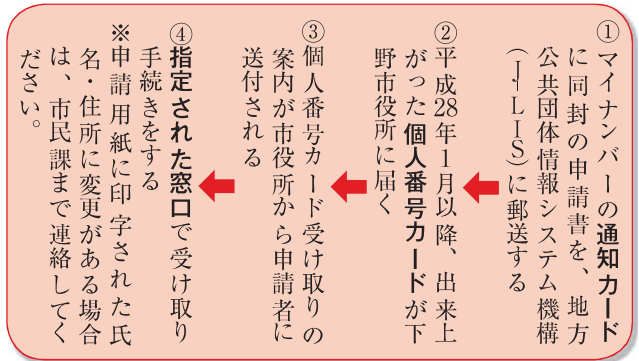 ①マイナンバーの通知カード
に同封の申請書を、地方
公共団体情報システム機構
(J-LIS)に郵送する
②平成28年1月以降、出来上
がった個人番号カードが下
野市役所に届く
③個人番号カード受け取りの
案内が市役所から申請者に
送付される
④指定された窓口で受け取り
手続きをする
※申請用紙に印字された氏
名・住所に変更がある場合
は、市民課まで連絡してく
ださい。